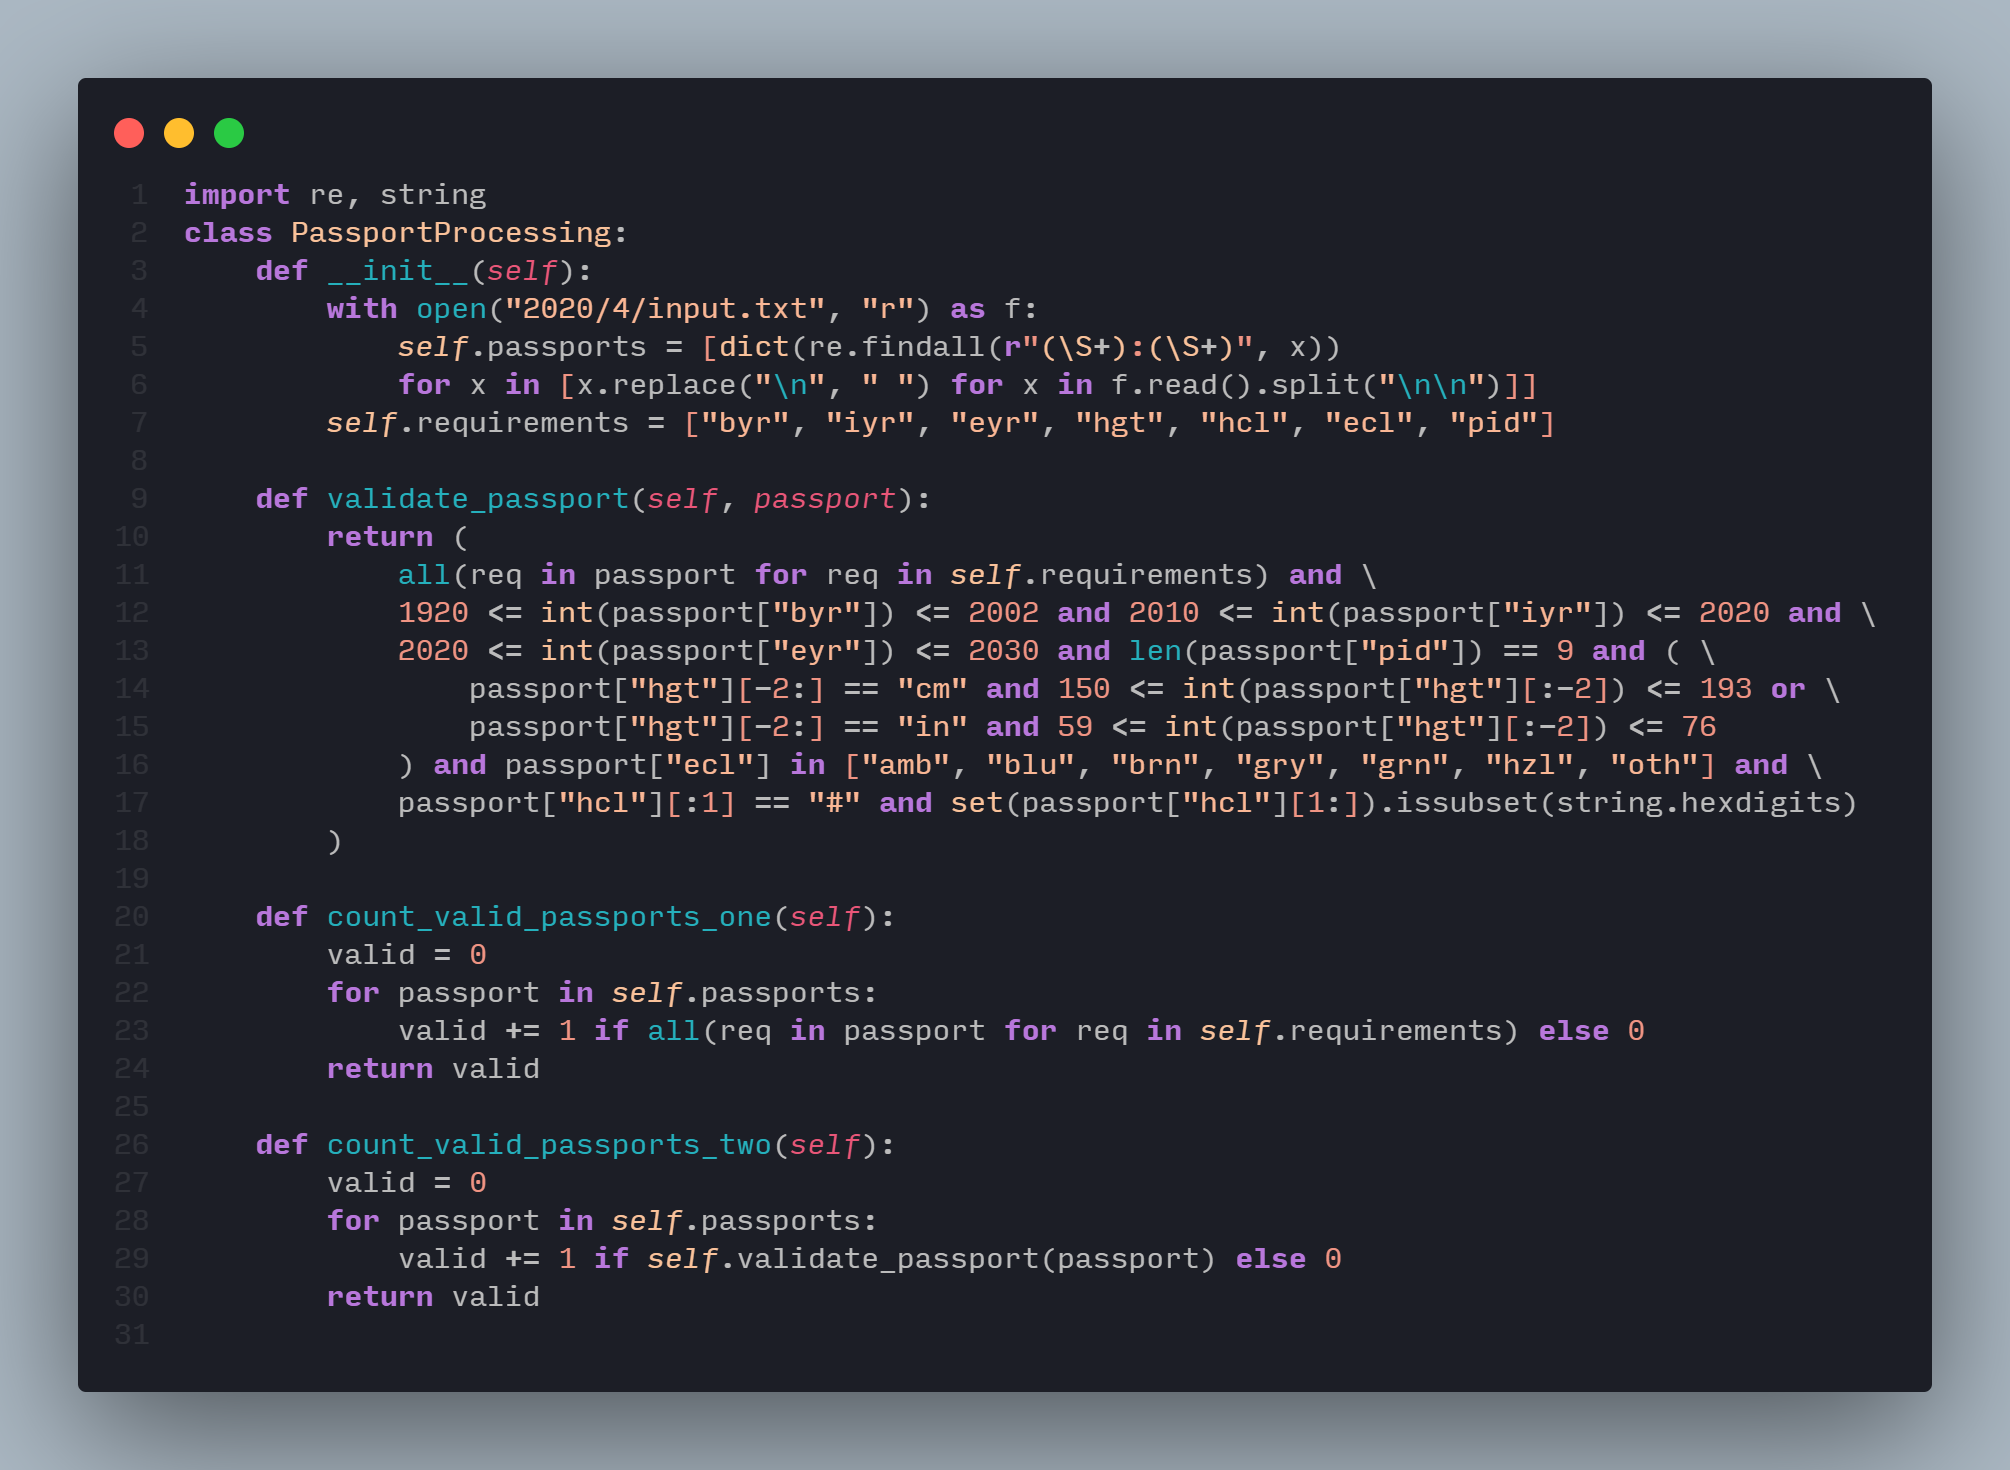 1 import re, string
2 class PassportProcessing:
3     def __init__(self):
4         with open("2020/4/input.txt", "r") as f:
5             self.passports = [dict(re.findall(r"(\S+):(\S+)", x))
6             for x in [x.replace("\n", " ") for x in f.read().split("\n\n")]]
7         self.requirements = ["byr", "iyr", "eyr", "hgt", "hcl", "ecl", "pid"]
8
9     def validate_passport(self, passport):
10         return (
11             all(req in passport for req in self.requirements) and \
12             1920 <= int(passport["byr"]) <= 2002 and 2010 <= int(passport["iyr"]) <= 2020 and \
13             2020 <= int(passport["eyr"]) <= 2030 and len(passport["pid"]) == 9 and ( \
14                 passport["hgt"][-2:] == "cm" and 150 <= int(passport["hgt"][:-2]) <= 193 or \
15                 passport["hgt"][-2:] == "in" and 59 <= int(passport["hgt"][:-2]) <= 76
16             ) and passport["ecl"] in ["amb", "blu", "brn", "gry", "grn", "hzl", "oth"] and \
17             passport["hcl"][:1] == "#" and set(passport["hcl"][1:]).issubset(string.hexdigits)
18         )
19
20     def count_valid_passports_one(self):
21         valid = 0
22         for passport in self.passports:
23             valid += 1 if all(req in passport for req in self.requirements) else 0
24         return valid
25
26     def count_valid_passports_two(self):
27         valid = 0
28         for passport in self.passports:
29             valid += 1 if self.validate_passport(passport) else 0
30         return valid
31